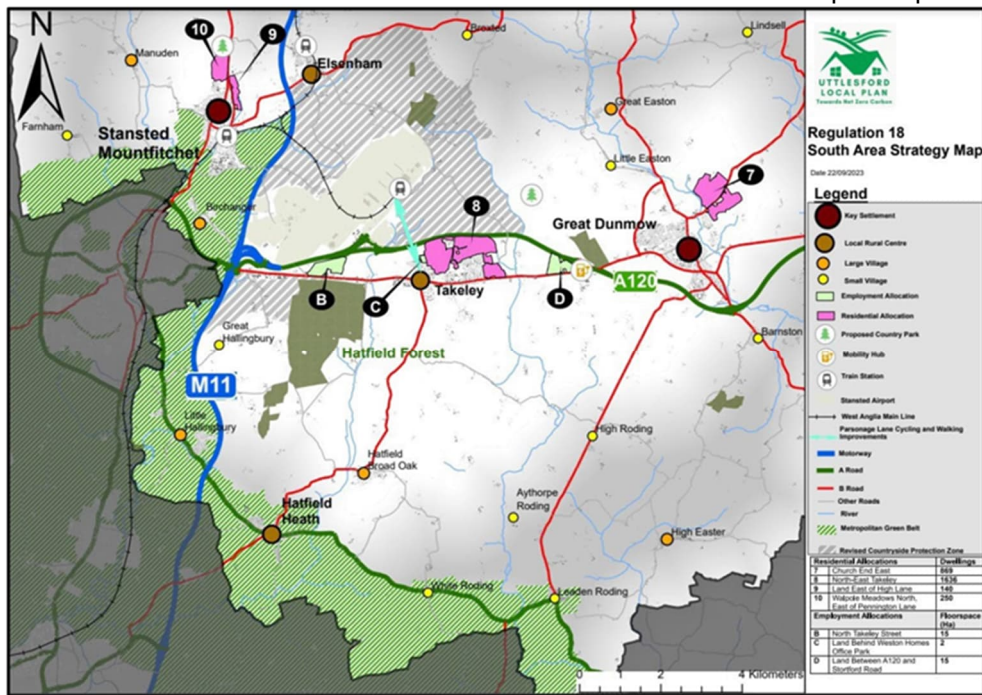 N
10
9
Manuden
Elsenham
Broxted
Lindsell
Farnham
Stansted
Mountfitchet
Great Easton
Little Easton
7
Birchanger
8
Great Dunmow
B
C
Takeley
D
A120
Great
Hallingbury
Hatfield Forest
Barnston
M11
Little
Hallingbury
High Roding
Hatfield
Broad Oak
Aythorpe
Roding
Hatfield
Heath
High Easter
White Roding
Leaden Roding
0 1 2 4 Kilometers
UTTLESFORD
LOCAL PLAN
Towards Net Zero Carbon
Regulation 18
South Area Strategy Map
Date 22/09/2023
Legend
Key Settlement
Local Rural Centre
Large Village
Small Village
Employment Allocation
Residential Allocation
Proposed Country Park
Mobility Hub
Train Station
Stansted Airport
West Anglia Main Line
Parsonage Lane Cycling and Walking
Improvements
Motorway
A Road
B Road
Other Roads
River
Metropolitan Green Belt
Revised Countryside Protection Zone
Residential Allocations Dwellings
7 Church End East 869
8 North-East Takeley 1636
9 Land East of High Lane 140
10 Walpole Meadows North, 250
East of Pennington Lane
Employment Allocations Floorspace
(Ha)
B North Takeley Street 15
C Land Behind Weston Homes 2
Office Park
D Land Between A120 and 15
Stortford Road